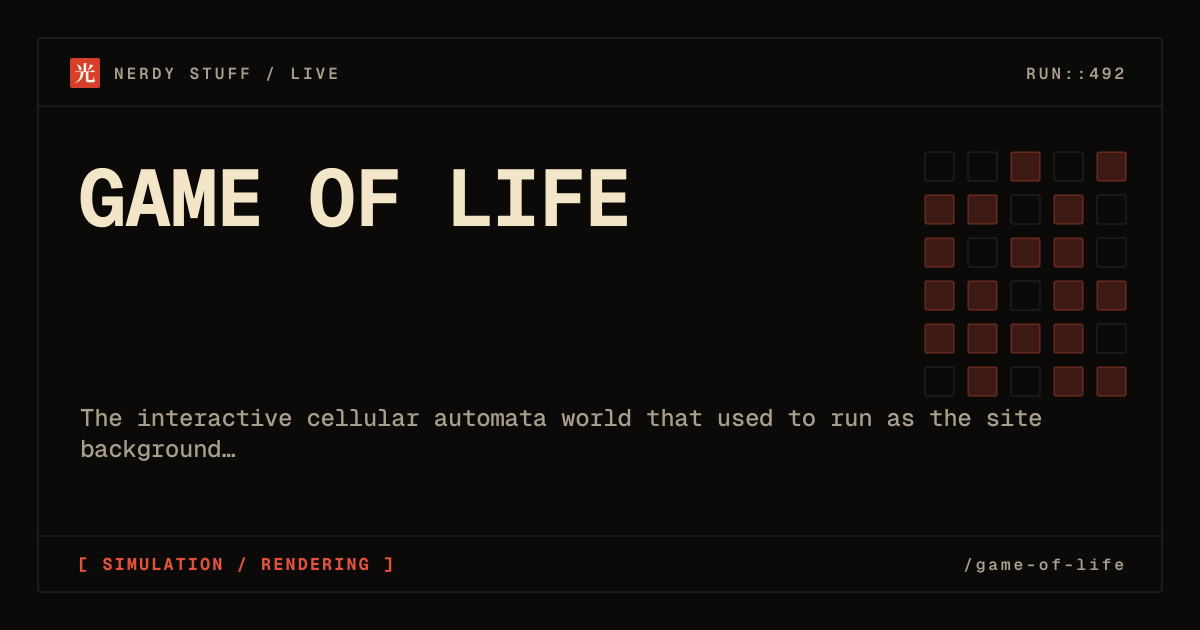 光 NERDY STUFF / LIVE
RUN::492
GAME OF LIFE
The interactive cellular automata world that used to run as the site
background…
[ SIMULATION / RENDERING ]
/game-of-life